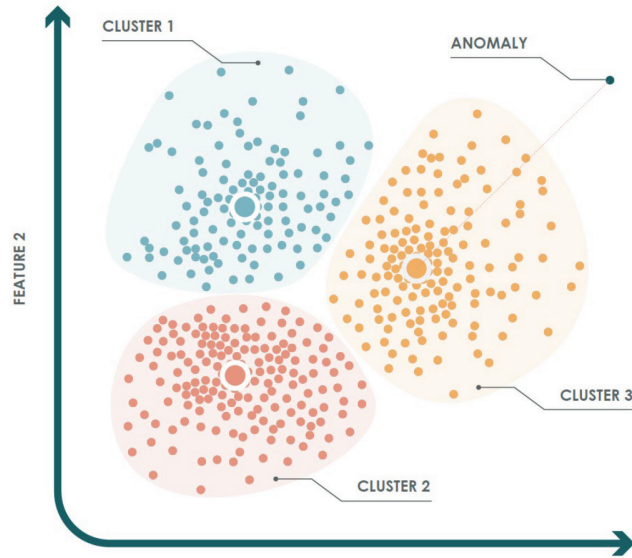 CLUSTER 1
ANOMALY
FEATURE 2
CLUSTER 3
CLUSTER 2